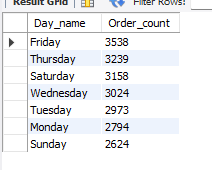 Result Grid Filter Rows:
Day_name Order_count
Friday 3538
Thursday 3239
Saturday 3158
Wednesday 3024
Tuesday 2973
Monday 2794
Sunday 2624